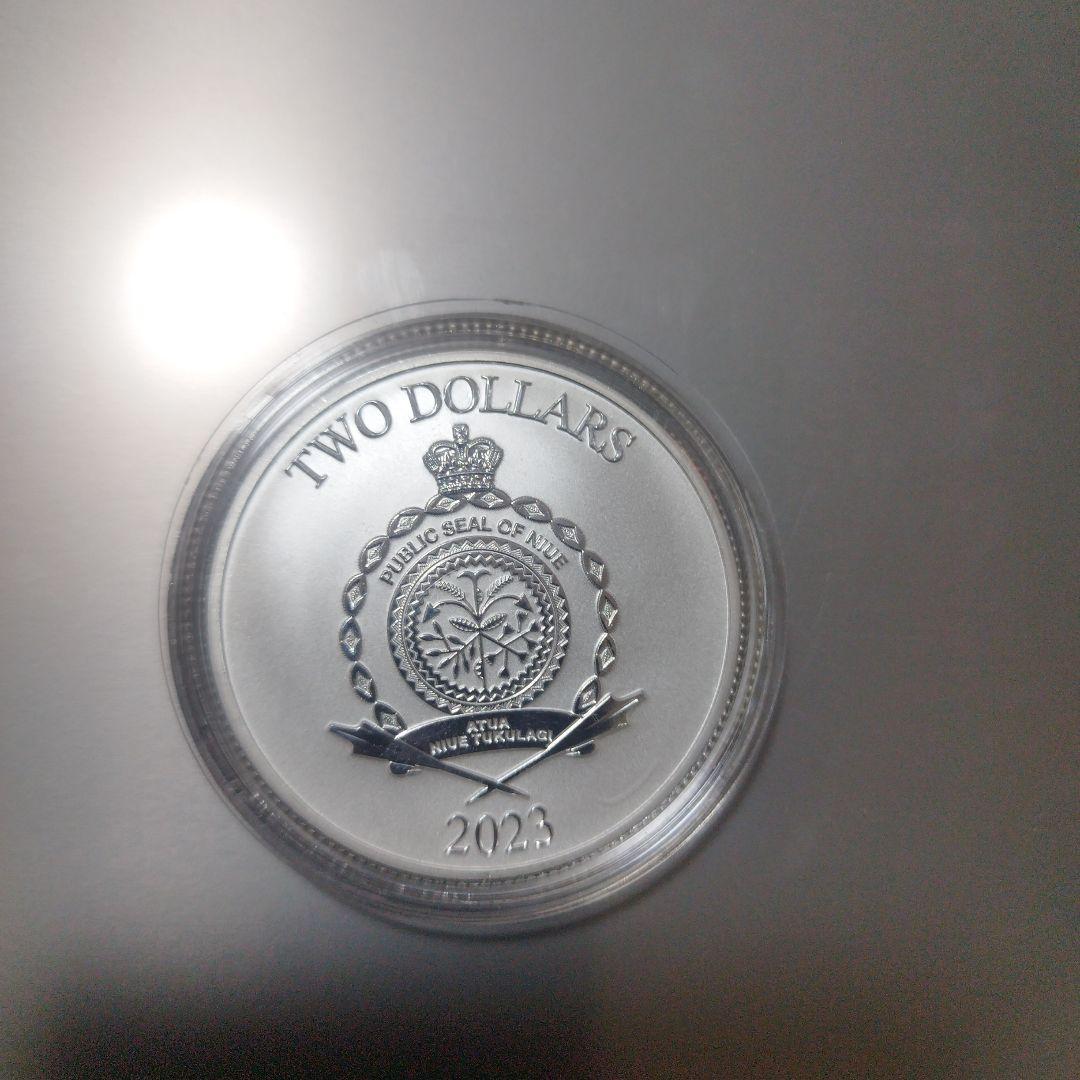 TWO DOLLARS
PUBLIC SEAL OF NIUE
ATUA
NIUE TUKULAGI
2023